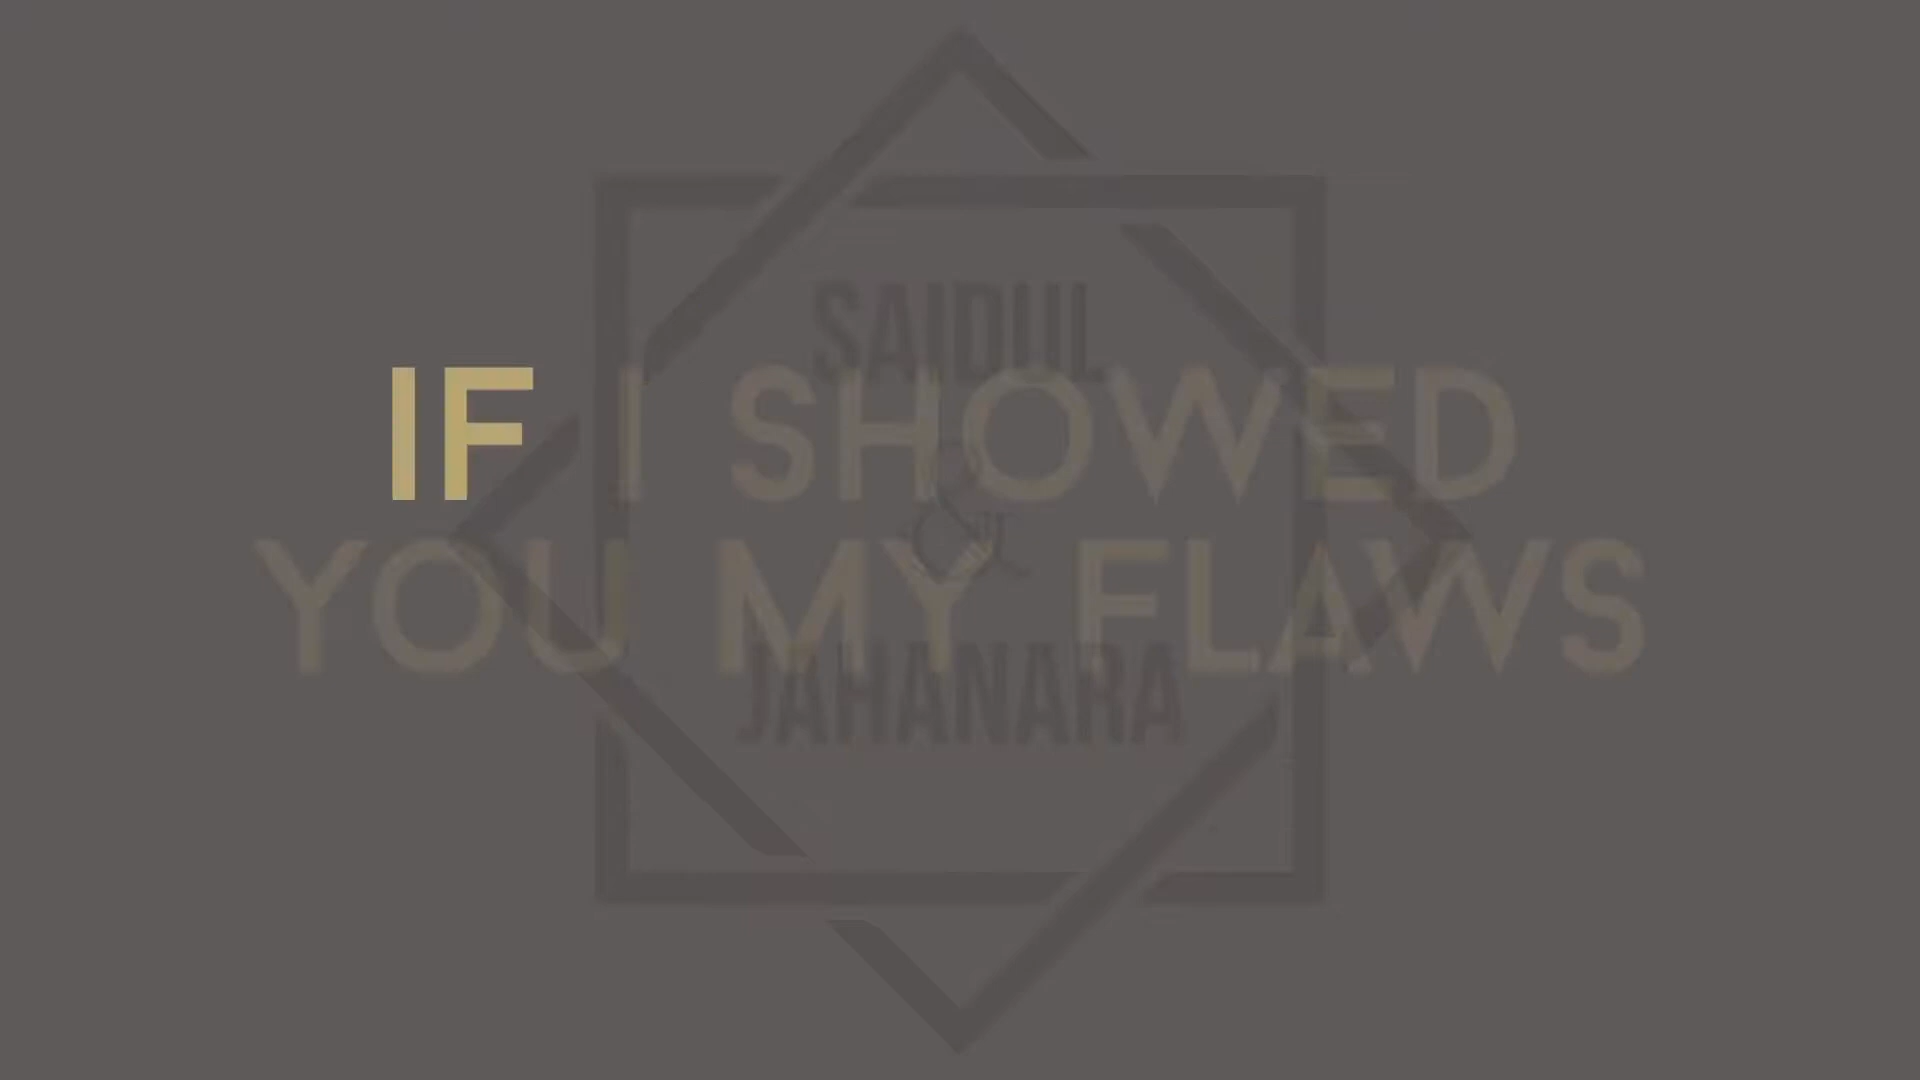 SAIDUL
IF I SHOWED
&
YOU MY FLAWS
JAHANARA